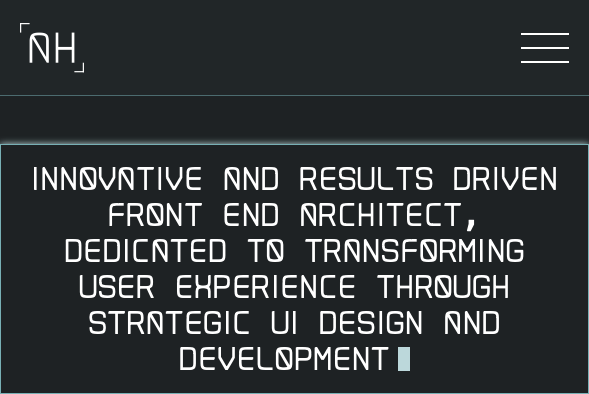 NH
INNOVATIVE AND RESULTS DRIVEN
FRONT END ARCHITECT,
DEDICATED TO TRANSFORMING
USER EXPERIENCE THROUGH
STRATEGIC UI DESIGN AND
DEVELOPMENT